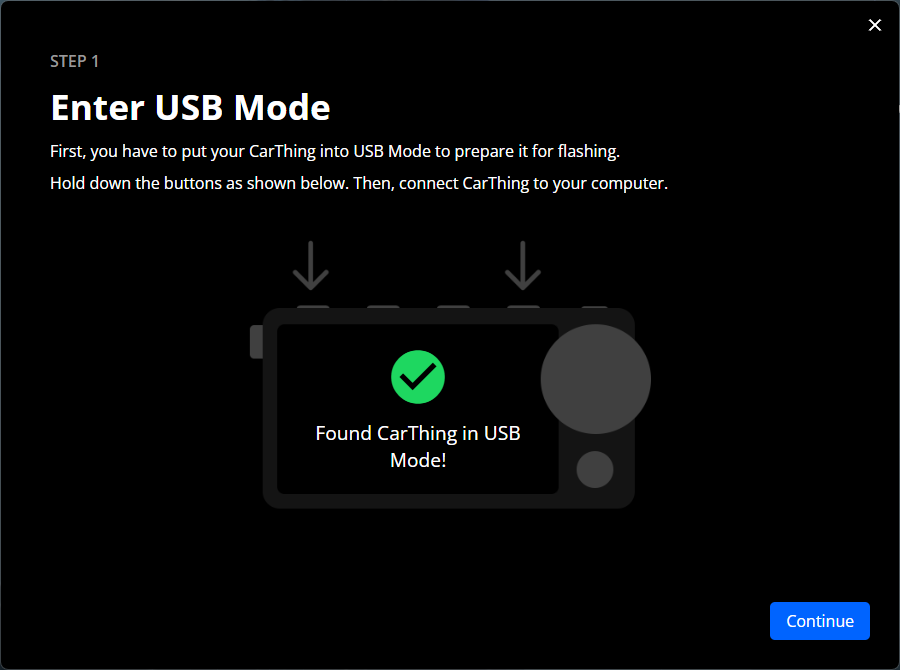 STEP 1
Enter USB Mode
First, you have to put your CarThing into USB Mode to prepare it for flashing.
Hold down the buttons as shown below. Then, connect CarThing to your computer.
Found CarThing in USB
Mode!
Continue